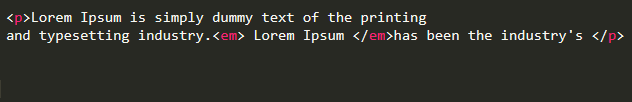 <p>Lorem Ipsum is simply dummy text of the printing
and typesetting industry.<em> Lorem Ipsum </em>has been the industry's </p>